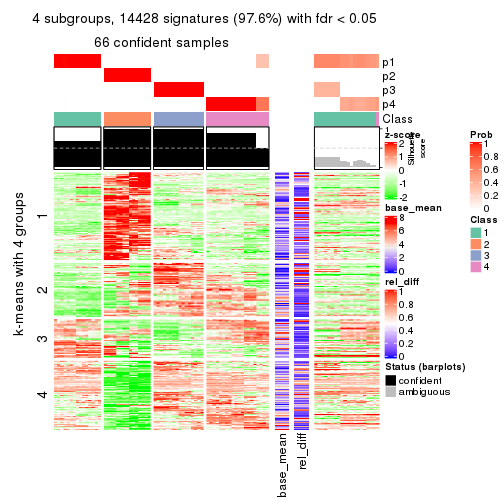 4 subgroups, 14428 signatures (97.6%) with fdr < 0.05
66 confident samples
p1
p2
p3
p4
Class
1
Silhouette
score
k-means with 4 groups
1
2
3
4
base_mean
rel_diff
z-score
2
1
0
-1
-2
base_mean
8
6
4
2
0
rel_diff
1
0.8
0.6
0.4
0.2
0
Status (barplots)
confident
ambiguous
Prob
1
0.8
0.6
0.4
0.2
0
Class
1
2
3
4